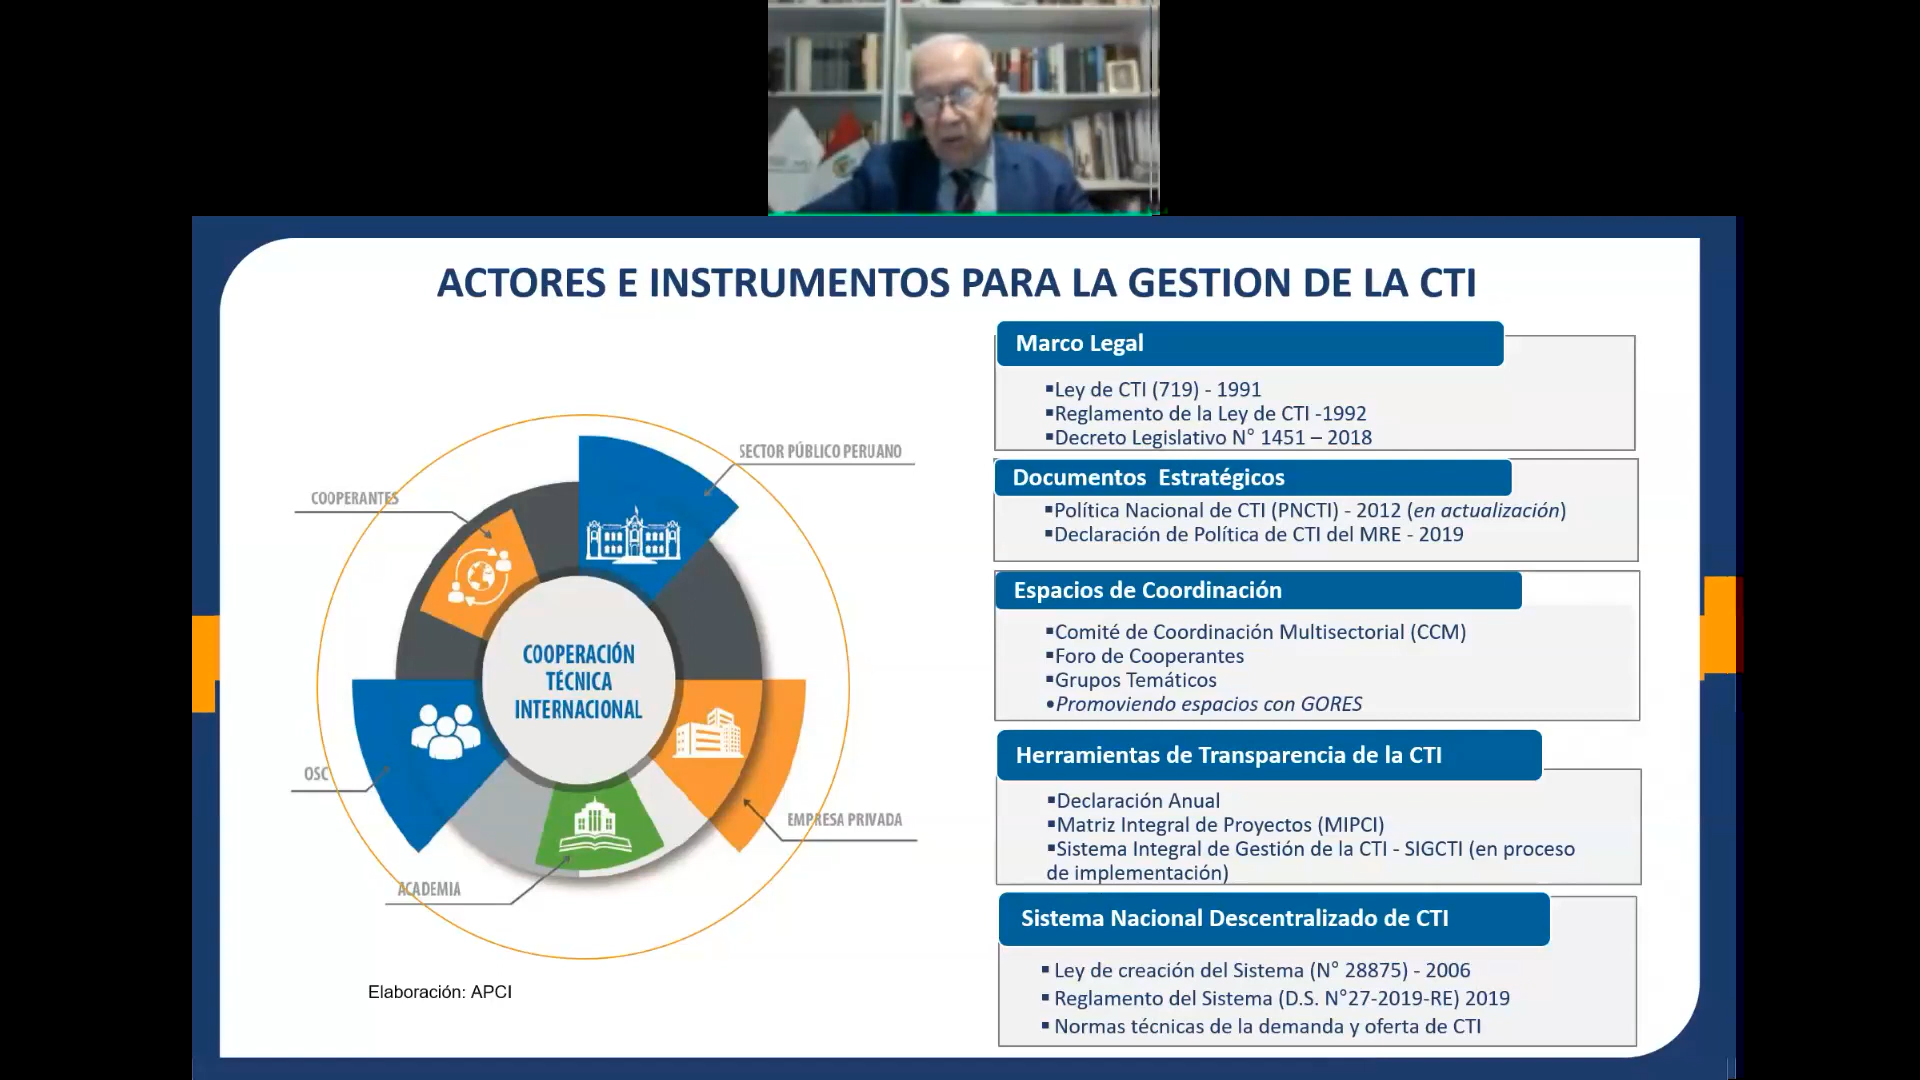 ACTORES E INSTRUMENTOS PARA LA GESTION DE LA CTI
SECTOR PÚBLICO PERUANO
COOPERANTES
COOPERACIÓN
TÉCNICA
INTERNACIONAL
OSC
EMPRESA PRIVADA
ACADEMIA
Elaboración: APCI
Marco Legal
▪Ley de CTI (719) - 1991
▪Reglamento de la Ley de CTI -1992
▪Decreto Legislativo N° 1451 – 2018
Documentos Estratégicos
▪Política Nacional de CTI (PNCTI) - 2012 (en actualización)
▪Declaración de Política de CTI del MRE - 2019
Espacios de Coordinación
▪Comité de Coordinación Multisectorial (CCM)
▪Foro de Cooperantes
▪Grupos Temáticos
•Promoviendo espacios con GORES
Herramientas de Transparencia de la CTI
▪Declaración Anual
▪Matriz Integral de Proyectos (MIPCI)
▪Sistema Integral de Gestión de la CTI - SIGCTI (en proceso
de implementación)
Sistema Nacional Descentralizado de CTI
▪ Ley de creación del Sistema (N° 28875) - 2006
▪ Reglamento del Sistema (D.S. N°27-2019-RE) 2019
▪ Normas técnicas de la demanda y oferta de CTI